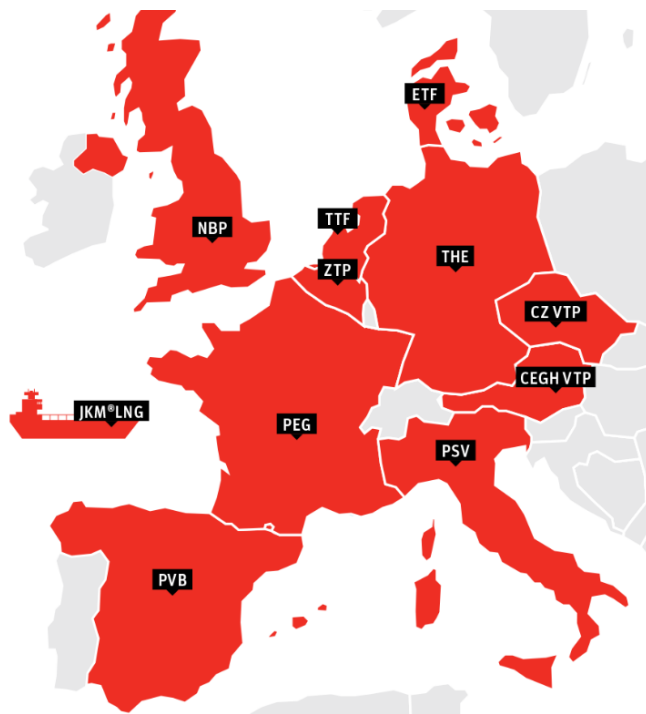 ETF
TTF
NBP
THE
ZTP
CZ VTP
CEGH VTP
JKM®LNG
PEG
PSV
PVB